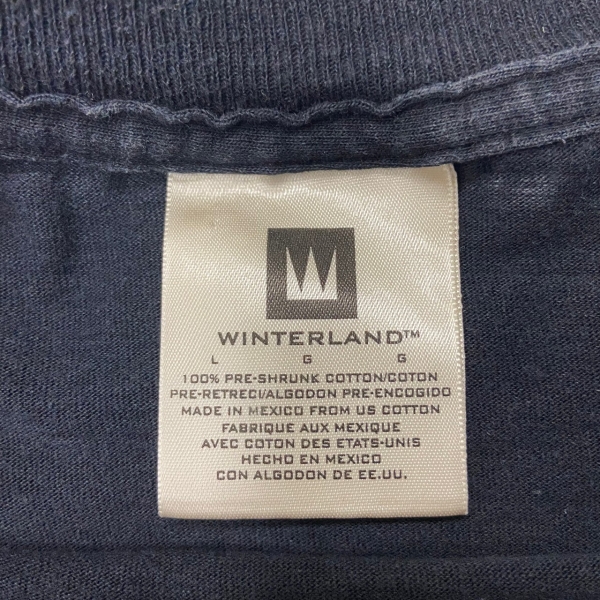 WINTERLAND™
L G G
100% PRE-SHRUNK COTTON/COTON
PRE-RETRECI/ALGODON PRE-ENCOGIDO
MADE IN MEXICO FROM US COTTON
FABRIQUE AUX MEXIQUE
AVEC COTON DES ETATS-UNIS
HECHO EN MEXICO
CON ALGODON DE EE.UU.